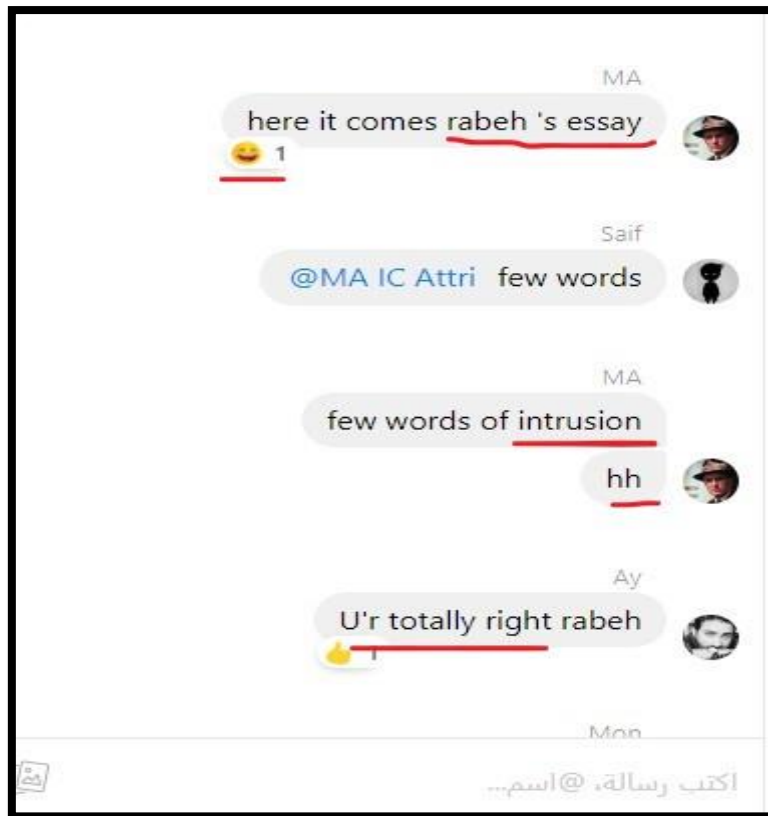 MA
here it comes rabeh 's essay
1
Saif
@MA IC Attri few words
MA
few words of intrusion
hh
Ay
U'r totally right rabeh
1
Mon
اكتب رسالة، @اسم...